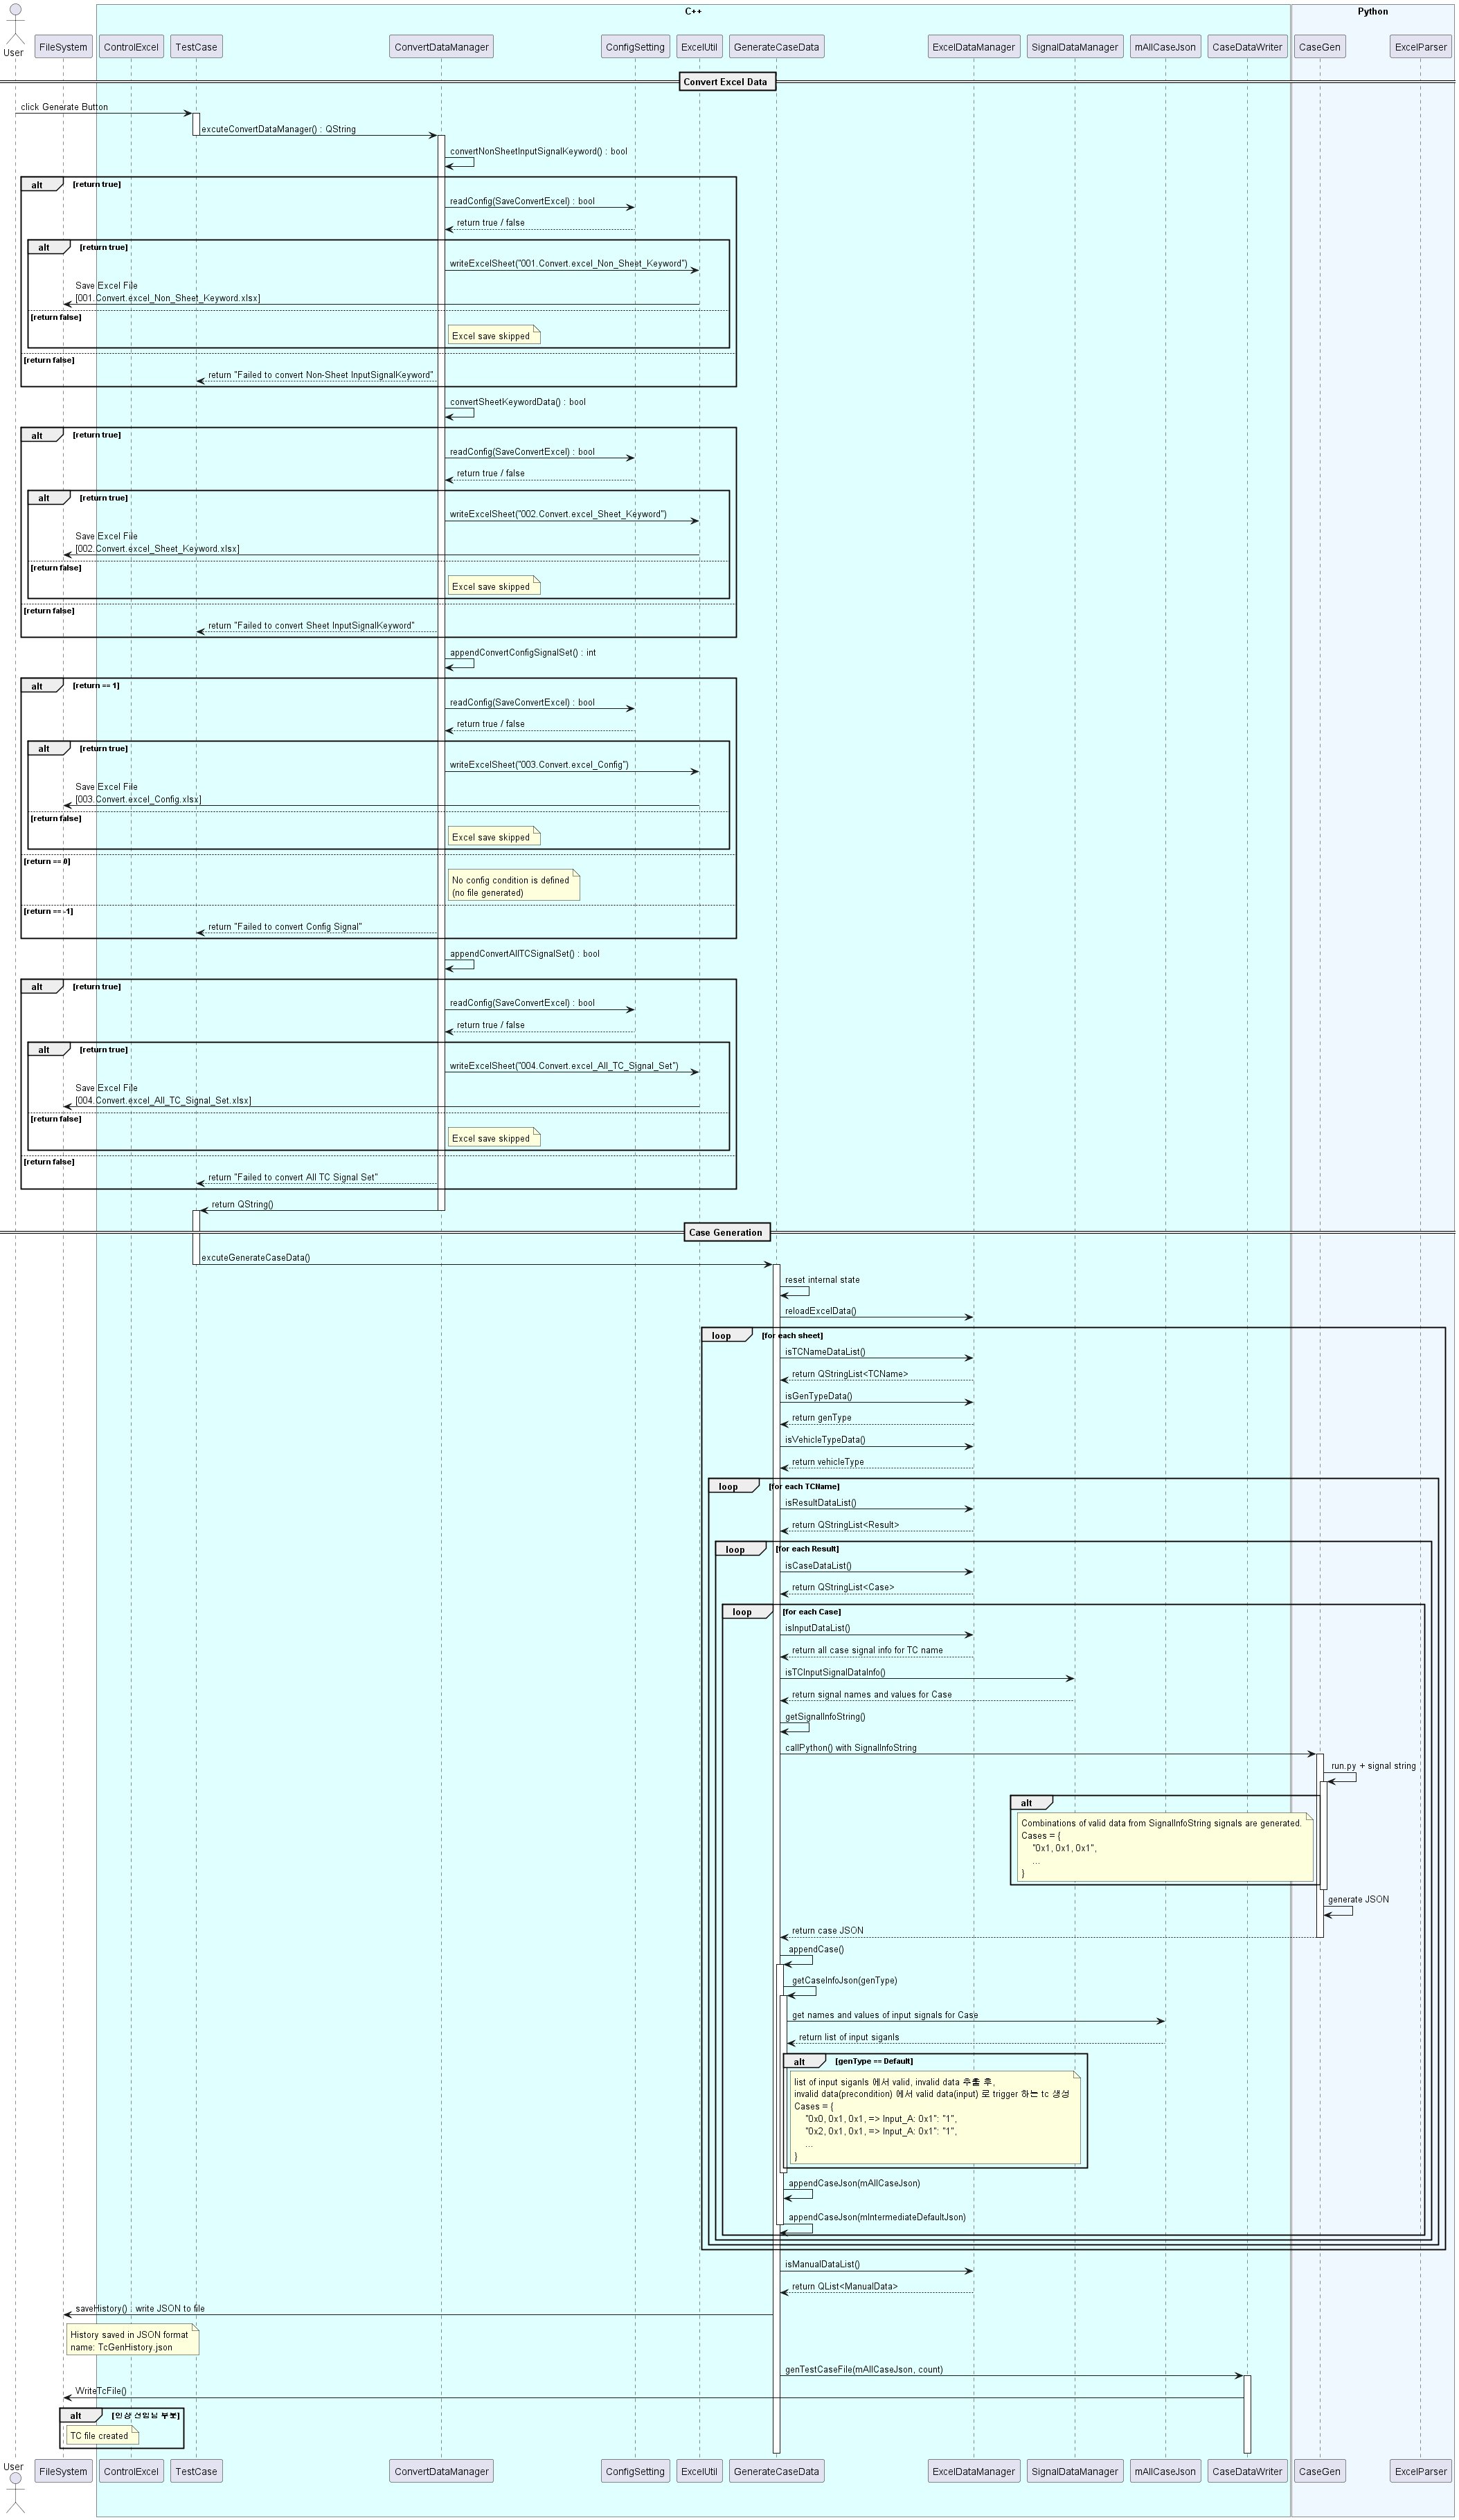 C++
Python
User
FileSystem
ControlExcel
TestCase
ConvertDataManager
ConfigSetting
ExcelUtil
GenerateCaseData
ExcelDataManager
SignalDataManager
mAllCaseJson
CaseDataWriter
CaseGen
ExcelParser
Convert Excel Data
click Generate Button
excuteConvertDataManager() : QString
convertNonSheetInputSignalKeyword() : bool
alt [return true]
readConfig(SaveConvertExcel) : bool
return true / false
alt [return true]
writeExcelSheet("001.Convert.excel_Non_Sheet_Keyword")
Save Excel File
[001.Convert.excel_Non_Sheet_Keyword.xlsx]
[return false]
Excel save skipped
[return false]
return "Failed to convert Non-Sheet InputSignalKeyword"
convertSheetKeywordData() : bool
alt [return true]
readConfig(SaveConvertExcel) : bool
return true / false
alt [return true]
writeExcelSheet("002.Convert.excel_Sheet_Keyword")
Save Excel File
[002.Convert.excel_Sheet_Keyword.xlsx]
[return false]
Excel save skipped
[return false]
return "Failed to convert Sheet InputSignalKeyword"
appendConvertConfigSignalSet() : int
alt [return == 1]
readConfig(SaveConvertExcel) : bool
return true / false
alt [return true]
writeExcelSheet("003.Convert.excel_Config")
Save Excel File
[003.Convert.excel_Config.xlsx]
[return false]
Excel save skipped
[return == 0]
No config condition is defined
(no file generated)
[return == -1]
return "Failed to convert Config Signal"
appendConvertAllTCSignalSet() : bool
alt [return true]
readConfig(SaveConvertExcel) : bool
return true / false
alt [return true]
writeExcelSheet("004.Convert.excel_All_TC_Signal_Set")
Save Excel File
[004.Convert.excel_All_TC_Signal_Set.xlsx]
[return false]
Excel save skipped
[return false]
return "Failed to convert All TC Signal Set"
return QString()
Case Generation
excuteGenerateCaseData()
reset internal state
reloadExcelData()
loop [for each sheet]
isTCNameDataList()
return QStringList<TCName>
isGenTypeData()
return genType
isVehicleTypeData()
return vehicleType
loop [for each TCName]
isResultDataList()
return QStringList<Result>
loop [for each Result]
isCaseDataList()
return QStringList<Case>
loop [for each Case]
isInputDataList()
return all case signal info for TC name
isTCInputSignalDataInfo()
return signal names and values for Case
getSignalInfoString()
callPython() with SignalInfoString
run.py + signal string
alt
Combinations of valid data from SignalInfoString signals are generated.
Cases = {
"0x1, 0x1, 0x1",
...
}
generate JSON
return case JSON
appendCase()
getCaseInfoJson(genType)
get names and values of input signals for Case
return list of input siganls
alt [genType == Default]
list of input siganls 에서 valid, invalid data 추출 후,
invalid data(precondition) 에서 valid data(input) 로 trigger 하는 tc 생성
Cases = {
"0x0, 0x1, 0x1, => Input_A: 0x1": "1",
"0x2, 0x1, 0x1, => Input_A: 0x1": "1",
...
}
appendCaseJson(mAllCaseJson)
appendCaseJson(mIntermediateDefaultJson)
isManualDataList()
return QList<ManualData>
saveHistory() : write JSON to file
History saved in JSON format
name: TcGenHistory.json
genTestCaseFile(mAllCaseJson, count)
WriteTcFile()
alt
TC file created
User
FileSystem
ControlExcel
TestCase
ConvertDataManager
ConfigSetting
ExcelUtil
GenerateCaseData
ExcelDataManager
SignalDataManager
mAllCaseJson
CaseDataWriter
CaseGen
ExcelParser